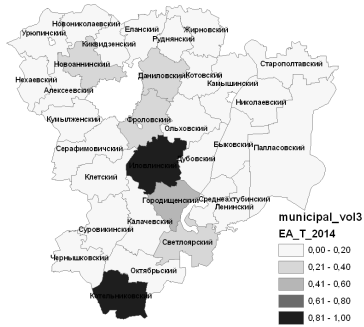 Новониколаевский
Урюпинский
Еланский
Жирновский
Руднянский
Киквидзенский
Новоаннинский
Нехаевский
Алексеевский
Даниловский
Котовский
Камышинский
Старополтавский
Николаевский
Кумылженский
Фроловский
Ольховский
Серафимовичский
Быковский
Палласовский
Иловлинский
Дубовский
Клетский
Городищенский
Среднеахтубинский
Ленинский
Калачевский
Суровикинский
Светлоярский
Чернышковский
Октябрьский
Котельниковский
municipal_vol3
EA_T_2014
0,00 - 0,20
0,21 - 0,40
0,41 - 0,60
0,61 - 0,80
0,81 - 1,00